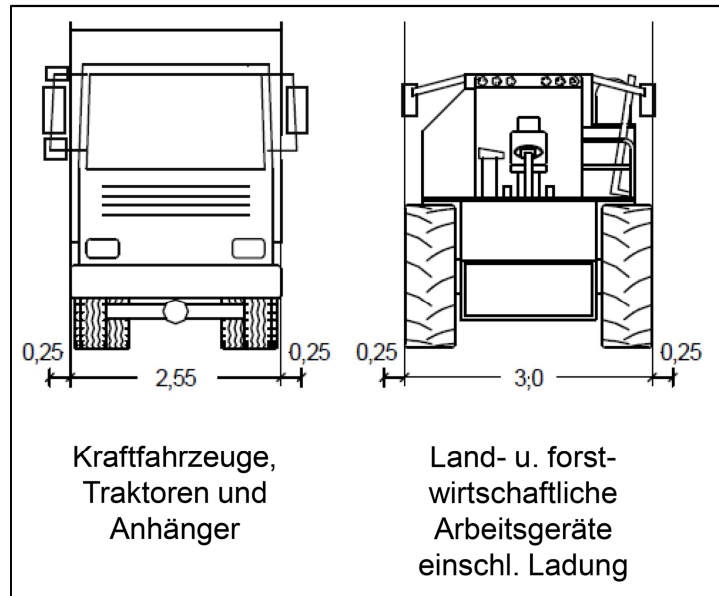 0,25 2,55 0,25
0,25 3,0 0,25
Kraftfahrzeuge,
Traktoren und
Anhänger
Land- u. forst-
wirtschaftliche
Arbeitsgeräte
einschl. Ladung